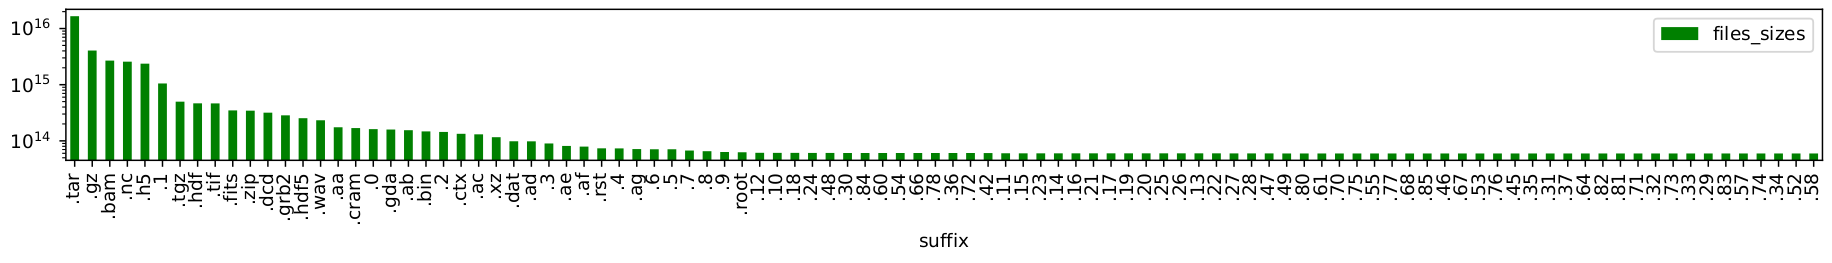 10^16
10^15
10^14
files_sizes
.tar
.gz
.bam
.nc
.h5
.1
.tgz
.hdf
.tif
.fits
.zip
.dcd
.grb2
.hdf5
.wav
.aa
.cram
.0
.gda
.ab
.bin
.2
.ctx
.ac
.xz
.dat
.ad
.3
.ae
.af
.rst
.4
.ag
.6
.5
.7
.8
.9
.root
.12
.10
.18
.24
.48
.30
.84
.60
.54
.66
.78
.36
.72
.42
.11
.15
.23
.14
.16
.21
.17
.19
.20
.25
.26
.13
.22
.27
.28
.47
.49
.80
.61
.70
.75
.55
.77
.68
.85
.46
.67
.53
.76
.45
.35
.31
.37
.64
.82
.81
.71
.32
.73
.33
.29
.83
.57
.74
.34
.52
.58
suffix